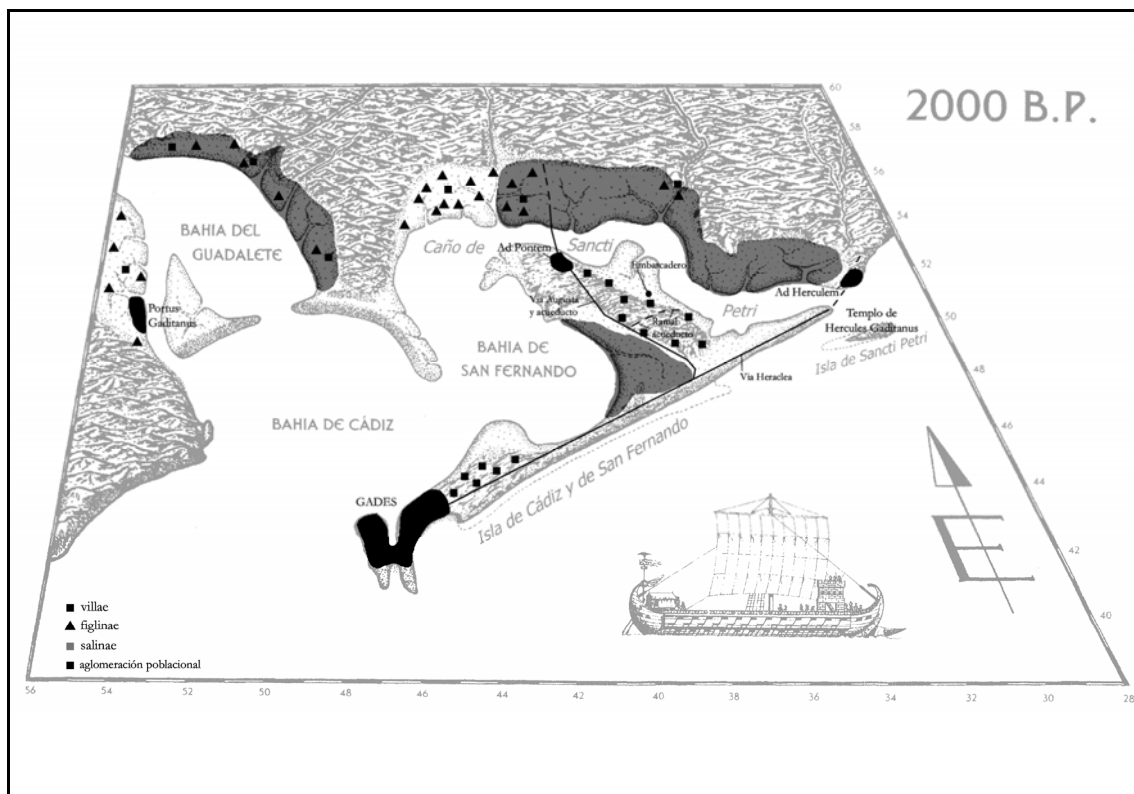 2000 B.P.
60
58
56
54
52
50
48
46
44
42
40
BAHIA DEL
GUADALETE
Portus
Gaditanus
Caño de
Sancti
Petri
Ad Pontem
Embarcadero
Via Augusta
y acueducto
Ramal
acueducto
Ad Herculem
Templo de
Hercules Gaditanus
Isla de Sancti Petri
Via Heraclea
BAHIA DE
SAN FERNANDO
BAHIA DE CÁDIZ
Isla de Cádiz y de San Fernando
GADES
E
villae
figlinae
salinae
aglomeración poblacional
56
54
52
50
48
46
44
42
40
38
36
34
32
30
28